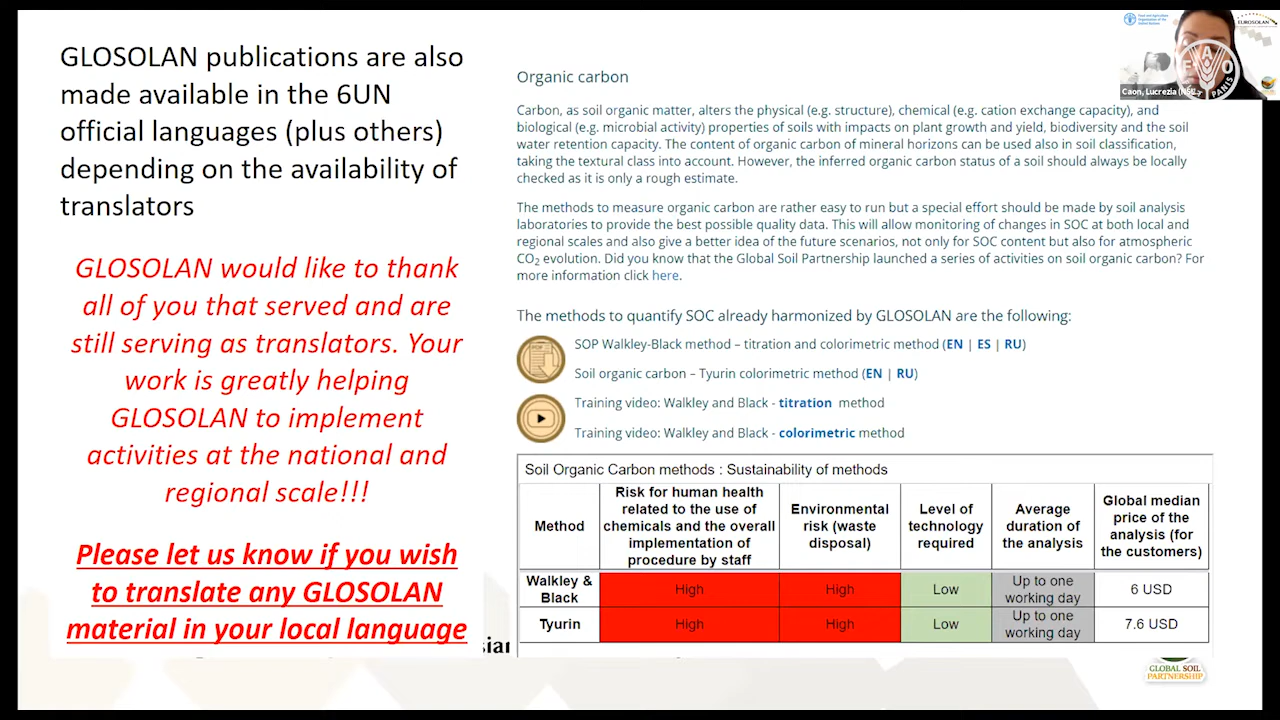 GLOSOLAN publications are also
made available in the 6UN
official languages (plus others)
depending on the availability of
translators
GLOSOLAN would like to thank
all of you that served and are
still serving as translators. Your
work is greatly helping
GLOSOLAN to implement
activities at the national and
regional scale!!!
Please let us know if you wish
to translate any GLOSOLAN
material in your local language
Organic carbon
Carbon, as soil organic matter, alters the physical (e.g. structure), chemical (e.g. cation exchange capacity), and
biological (e.g. microbial activity) properties of soils with impacts on plant growth and yield, biodiversity and the soil
water retention capacity. The content of organic carbon of mineral horizons can be used also in soil classification,
taking the textural class into account. However, the inferred organic carbon status of a soil should always be locally
checked as it is only a rough estimate.
The methods to measure organic carbon are rather easy to run but a special effort should be made by soil analysis
laboratories to provide the best possible quality data. This will allow monitoring of changes in SOC at both local and
regional scales and also give a better idea of the future scenarios, not only for SOC content but also for atmospheric
CO2 evolution. Did you know that the Global Soil Partnership launched a series of activities on soil organic carbon? For
more information click here.
The methods to quantify SOC already harmonized by GLOSOLAN are the following:
SOP Walkley-Black method – titration and colorimetric method (EN | ES | RU)
Soil organic carbon – Tyurin colorimetric method (EN | RU)
Training video: Walkley and Black - titration method
Training video: Walkley and Black - colorimetric method
Soil Organic Carbon methods : Sustainability of methods
Method
Risk for human health
related to the use of
chemicals and the overall
implementation of
procedure by staff
Environmental
risk (waste
disposal)
Level of
technology
required
Average
duration of
the analysis
Global median
price of the
analysis (for
the customers)
Walkley &
Black
High
High
Low
Up to one
working day
6 USD
Tyurin
High
High
Low
Up to one
working day
7.6 USD
Food and Agriculture
Organization of the
United Nations
EUROSOLAN
FAO
PANIS
Caon, Lucrezia
GLOBAL SOIL
PARTNERSHIP